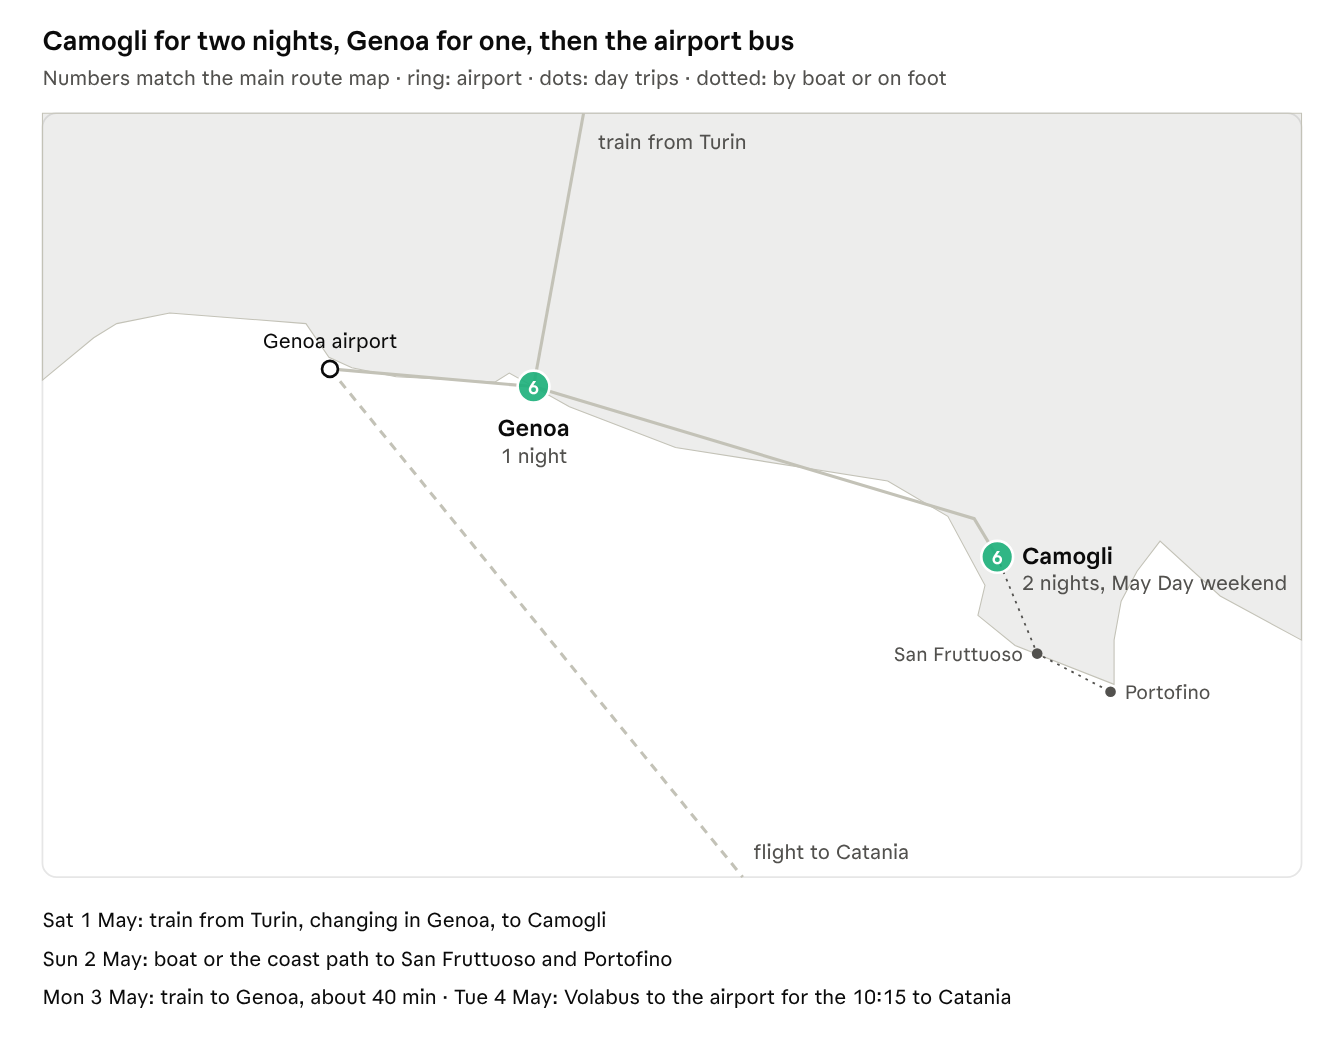 Camogli for two nights, Genoa for one, then the airport bus
Numbers match the main route map · ring: airport · dots: day trips · dotted: by boat or on foot
train from Turin
Genoa airport
6
Genoa
1 night
6
Camogli
2 nights, May Day weekend
San Fruttuoso
Portofino
flight to Catania
Sat 1 May: train from Turin, changing in Genoa, to Camogli
Sun 2 May: boat or the coast path to San Fruttuoso and Portofino
Mon 3 May: train to Genoa, about 40 min · Tue 4 May: Volabus to the airport for the 10:15 to Catania